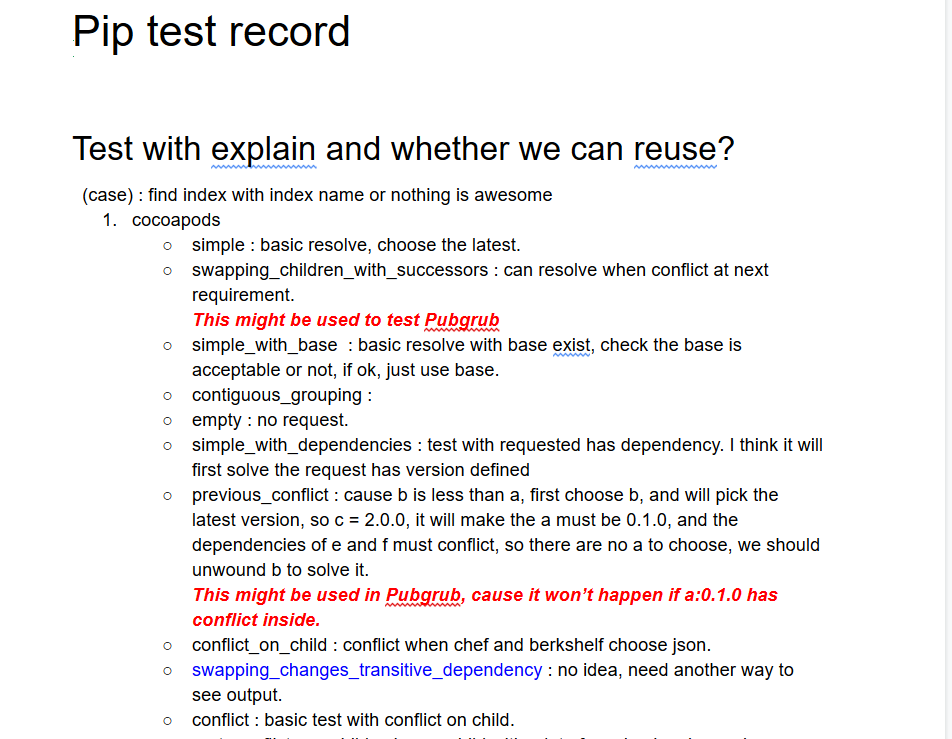 Pip test record
Test with explain and whether we can reuse?
(case) : find index with index name or nothing is awesome
1. cocoapods
○ simple : basic resolve, choose the latest.
○ swapping_children_with_successors : can resolve when conflict at next
requirement.
This might be used to test Pubgrub
○ simple_with_base : basic resolve with base exist, check the base is
acceptable or not, if ok, just use base.
○ contiguous_grouping :
○ empty : no request.
○ simple_with_dependencies : test with requested has dependency. I think it will
first solve the request has version defined
○ previous_conflict : cause b is less than a, first choose b, and will pick the
latest version, so c = 2.0.0, it will make the a must be 0.1.0, and the
dependencies of e and f must conflict, so there are no a to choose, we should
unwound b to solve it.
This might be used in Pubgrub, cause it won’t happen if a:0.1.0 has
conflict inside.
○ conflict_on_child : conflict when chef and berkshelf choose json.
○ swapping_changes_transitive_dependency : no idea, need another way to
see output.
○ conflict : basic test with conflict on child.